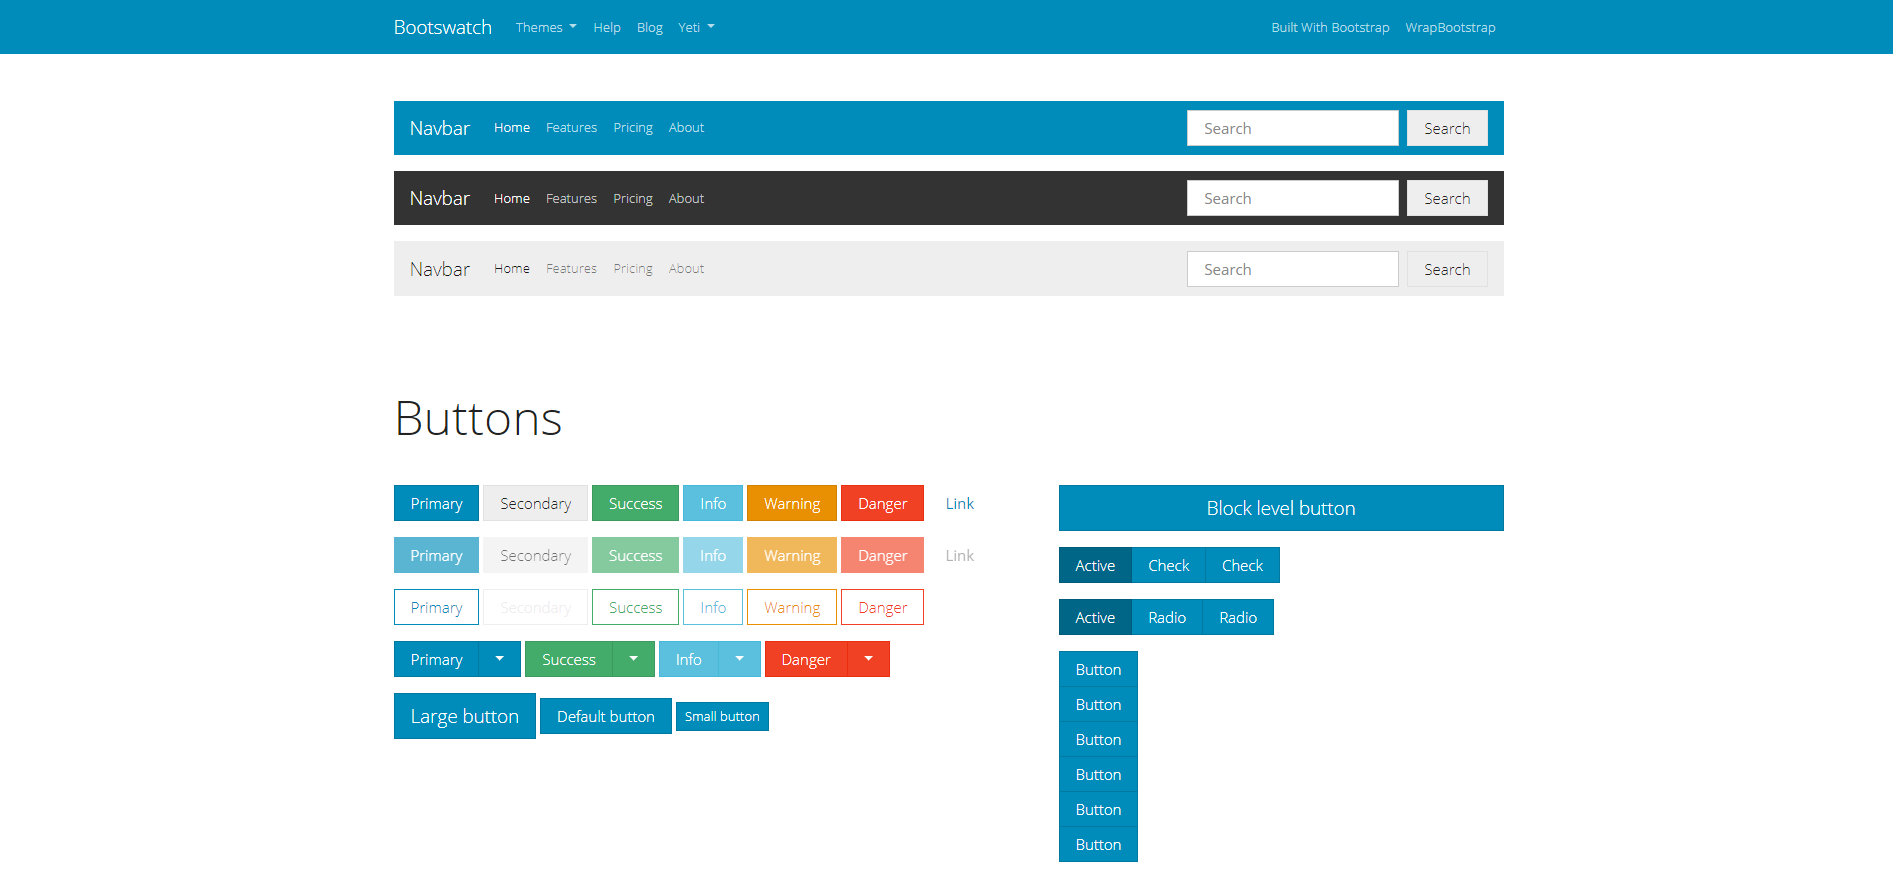 Bootswatch Themes Help Blog Yeti Built With Bootstrap WrapBootstrap
Navbar Home Features Pricing About Search Search
Navbar Home Features Pricing About Search Search
Navbar Home Features Pricing About Search Search
Buttons
Primary Secondary Success Info Warning Danger Link
Primary Secondary Success Info Warning Danger Link
Primary Secondary Success Info Warning Danger
Primary Success Info Danger
Large button Default button Small button
Block level button
Active Check Check
Active Radio Radio
Button
Button
Button
Button
Button
Button